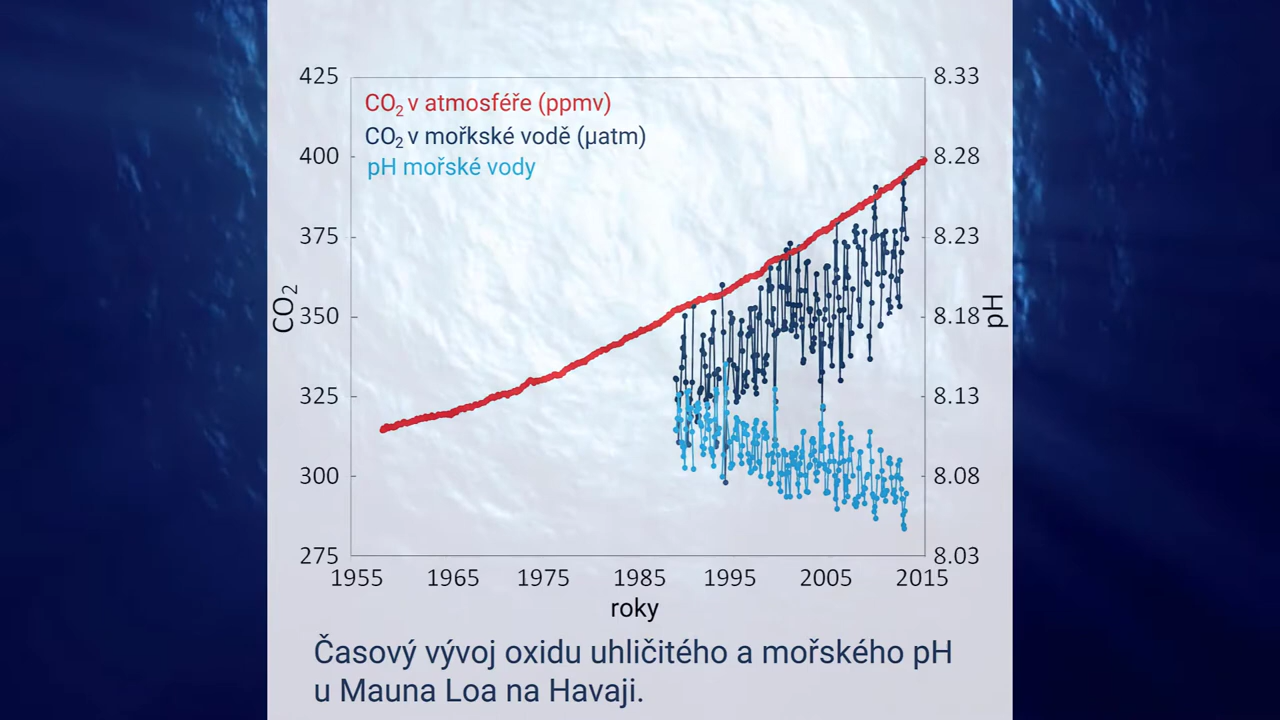 425
8.33
CO₂ v atmosféře (ppmv)
CO₂ v mořkské vodě (µatm)
pH mořské vody
400
8.28
375
8.23
CO₂
350
8.18
pH
325
8.13
300
8.08
275
8.03
1955 1965 1975 1985 1995 2005 2015
roky
Časový vývoj oxidu uhličitého a mořského pH
u Mauna Loa na Havaji.